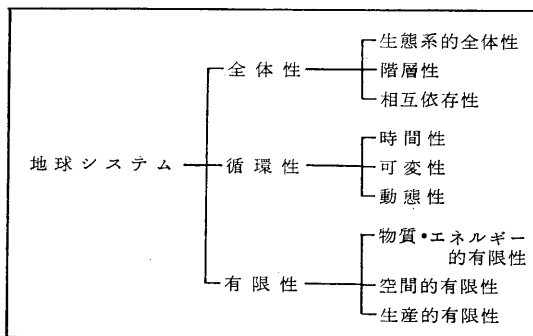 生態系的全体性
全体性
階層性
相互依存性
時間性
地球システム
循環性
可変性
動態性
物質・エネルギー
的有限性
有限性
空間的有限性
生産的有限性